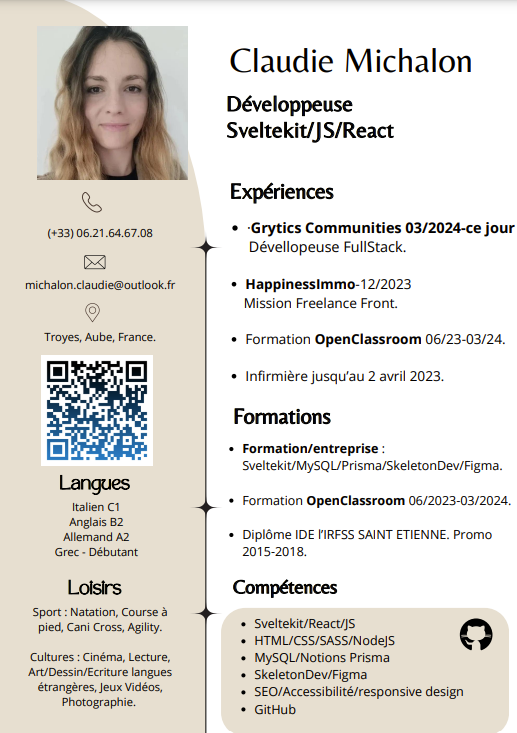 Claudie Michalon
Développeuse
Sveltekit/JS/React
(+33) 06.21.64.67.08
michalon.claudie@outlook.fr
Troyes, Aube, France.
Langues
Italien C1
Anglais B2
Allemand A2
Grec - Débutant
Loisirs
Sport : Natation, Course à
pied, Cani Cross, Agility.
Cultures : Cinéma, Lecture,
Art/Dessin/Ecriture langues
étrangères, Jeux Vidéos,
Photographie.
Expériences
• ·Grytics Communities 03/2024-ce jour
Dévellopeuse FullStack.
• HappinessImmo-12/2023
Mission Freelance Front.
• Formation OpenClassroom 06/23-03/24.
• Infirmière jusqu’au 2 avril 2023.
Formations
• Formation/entreprise :
Sveltekit/MySQL/Prisma/SkeletonDev/Figma.
• Formation OpenClassroom 06/2023-03/2024.
• Diplôme IDE l’IRFSS SAINT ETIENNE. Promo
2015-2018.
Compétences
• Sveltekit/React/JS
• HTML/CSS/SASS/NodeJS
• MySQL/Notions Prisma
• SkeletonDev/Figma
• SEO/Accessibilité/responsive design
• GitHub